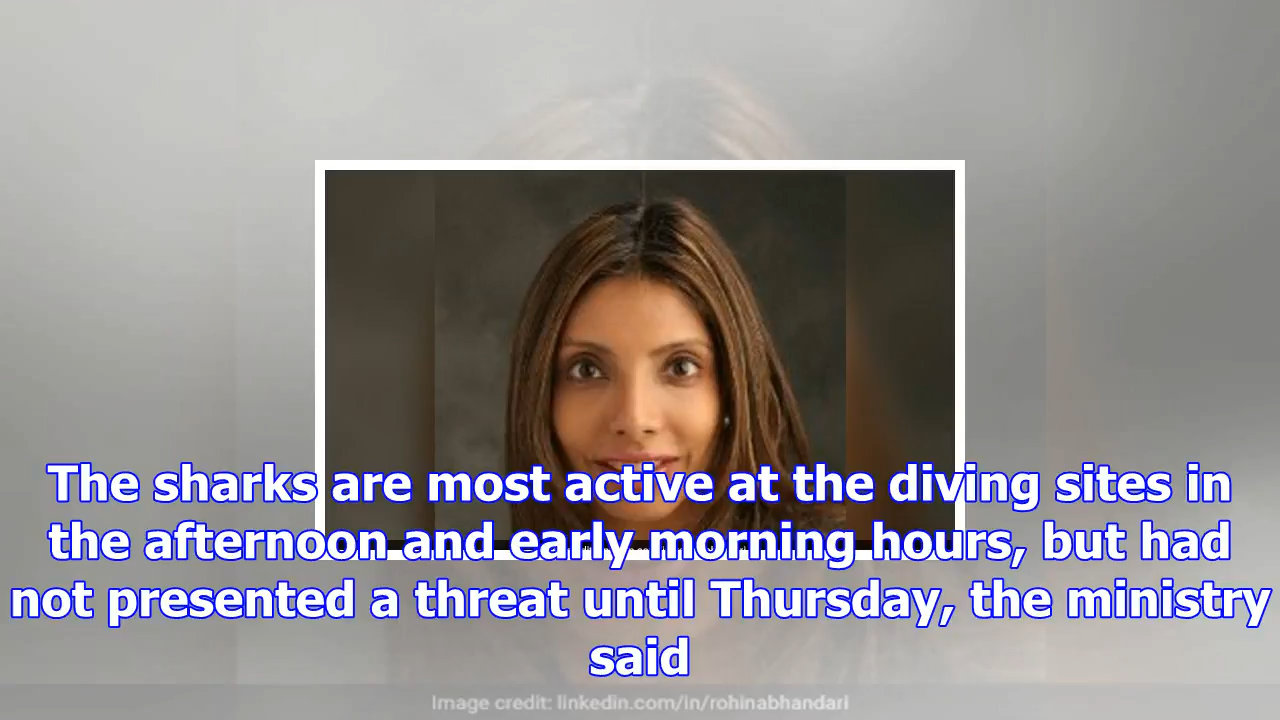 The sharks are most active at the diving sites in
the afternoon and early morning hours, but had
not presented a threat until Thursday, the ministry
said
Image credit: linkedin.com/in/rohinabhandari